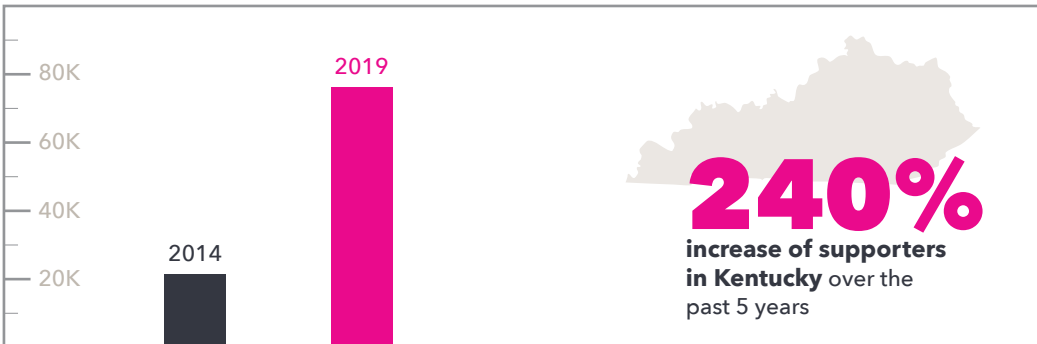 80K
60K
40K
20K
2014
2019
240%
increase of supporters
in Kentucky over the
past 5 years